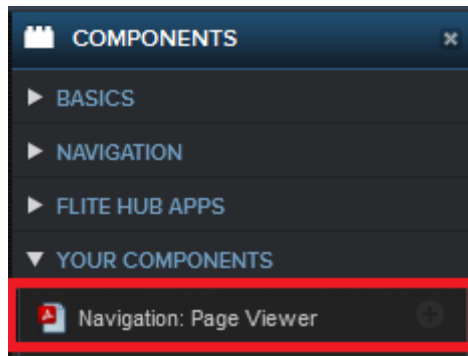 COMPONENTS
BASICS
NAVIGATION
FLITE HUB APPS
YOUR COMPONENTS
Navigation: Page Viewer